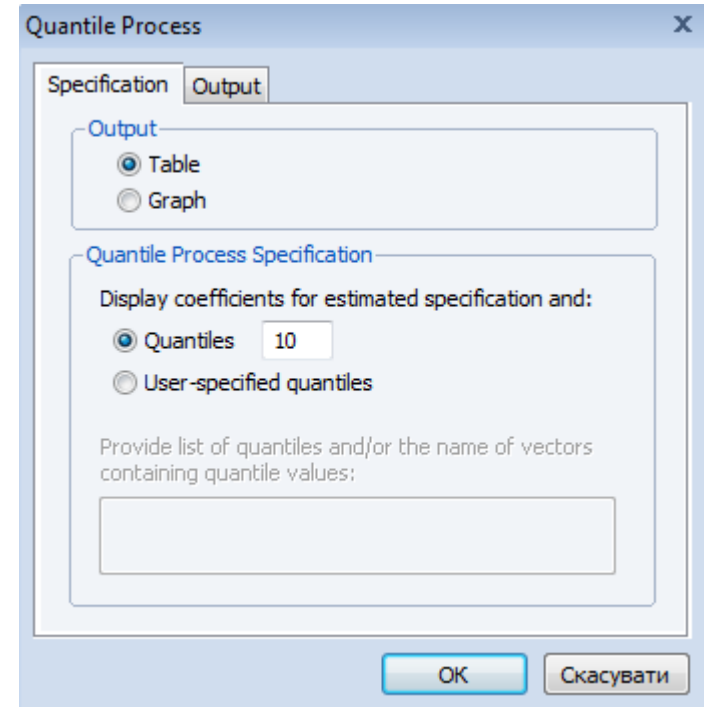 Quantile Process
Specification Output
Output
Table
Graph
Quantile Process Specification
Display coefficients for estimated specification and:
Quantiles 10
User-specified quantiles
Provide list of quantiles and/or the name of vectors
containing quantile values:
OK Скасувати